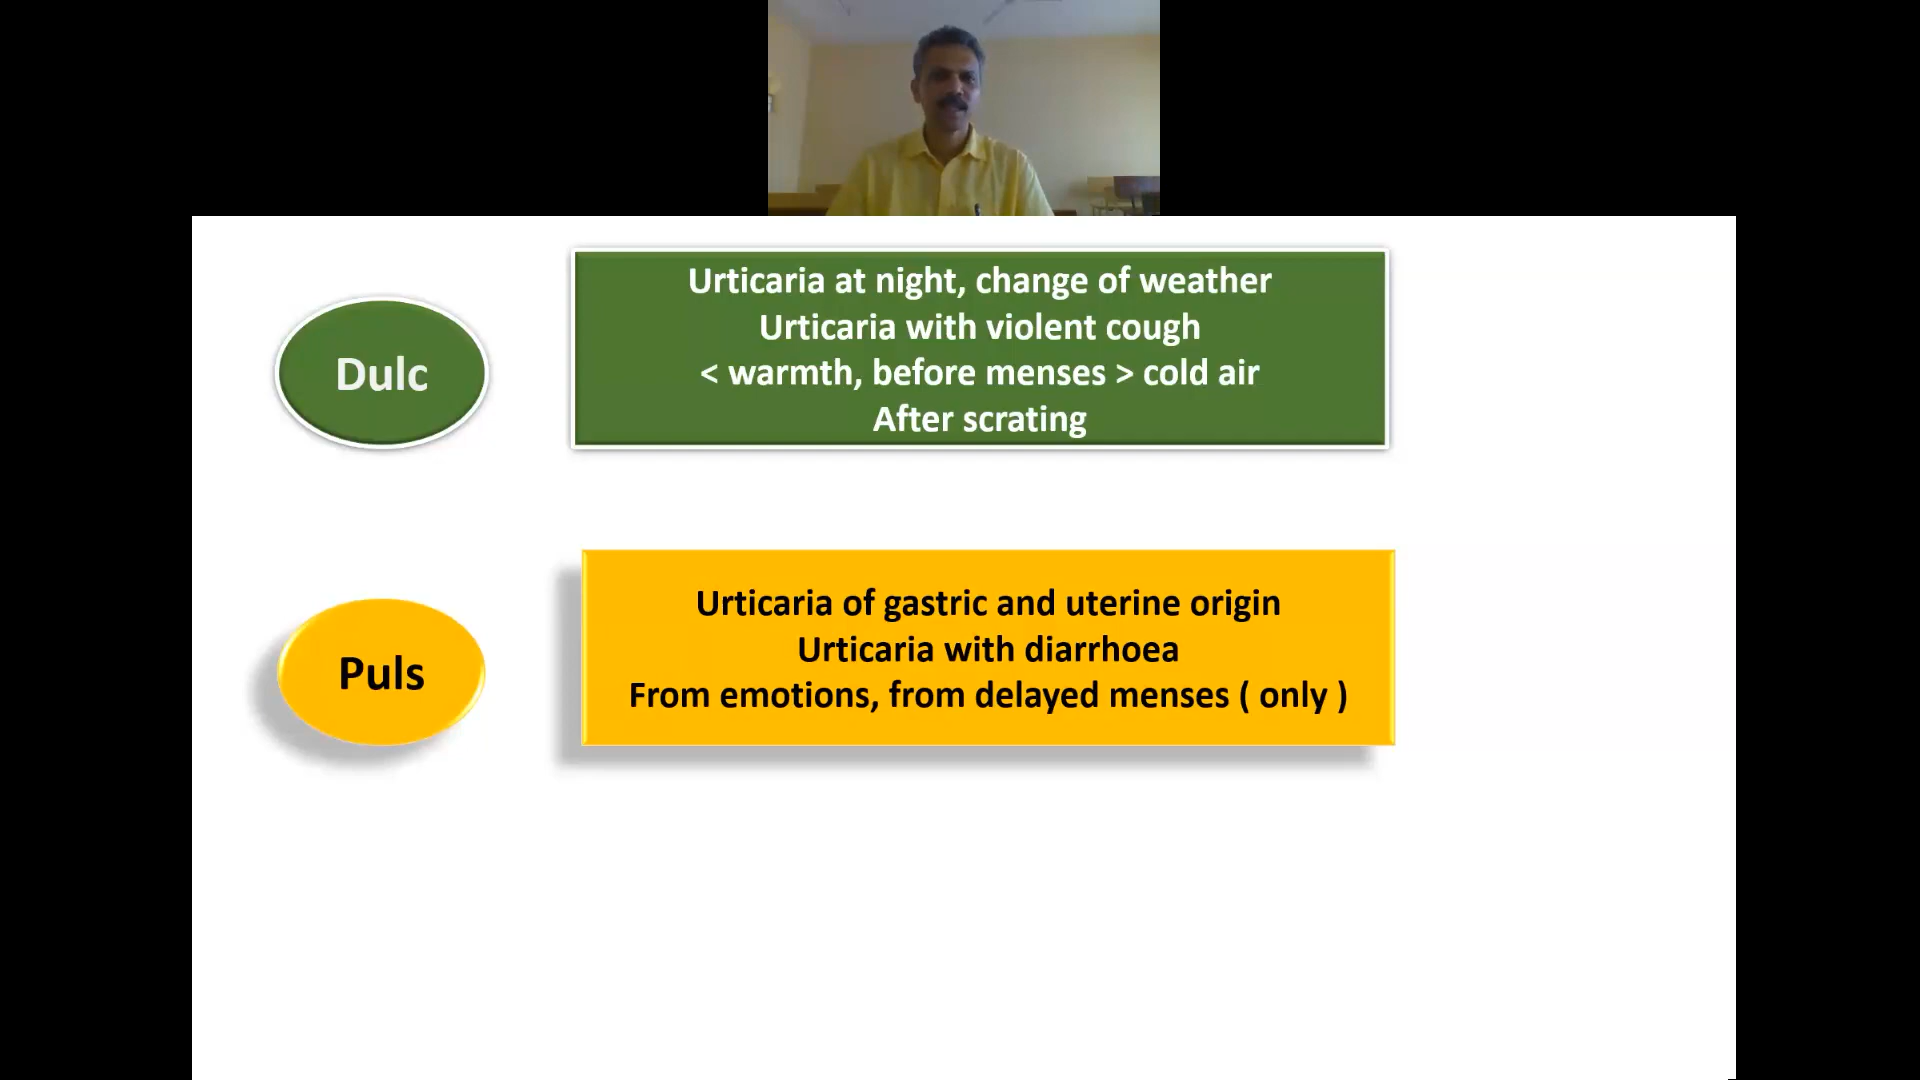 Dulc
Urticaria at night, change of weather
Urticaria with violent cough
< warmth, before menses > cold air
After scrating
Puls
Urticaria of gastric and uterine origin
Urticaria with diarrhoea
From emotions, from delayed menses ( only )